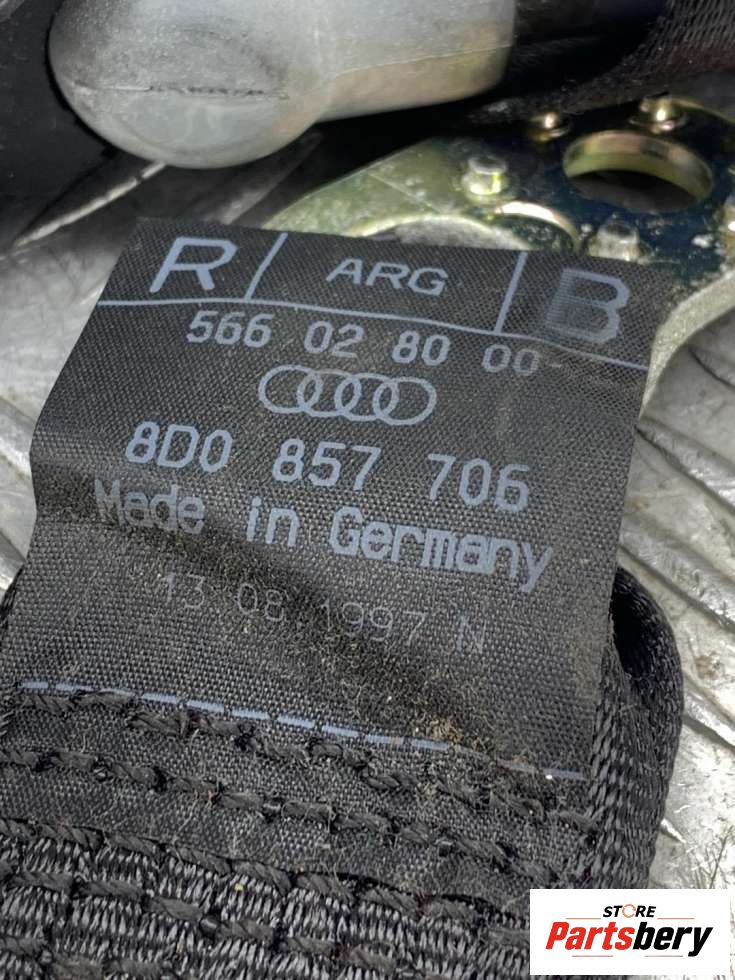 R ARG B
566 02 80 00
8D0 857 706
Made in Germany
13.08.1997 N
STORE
Partsbery